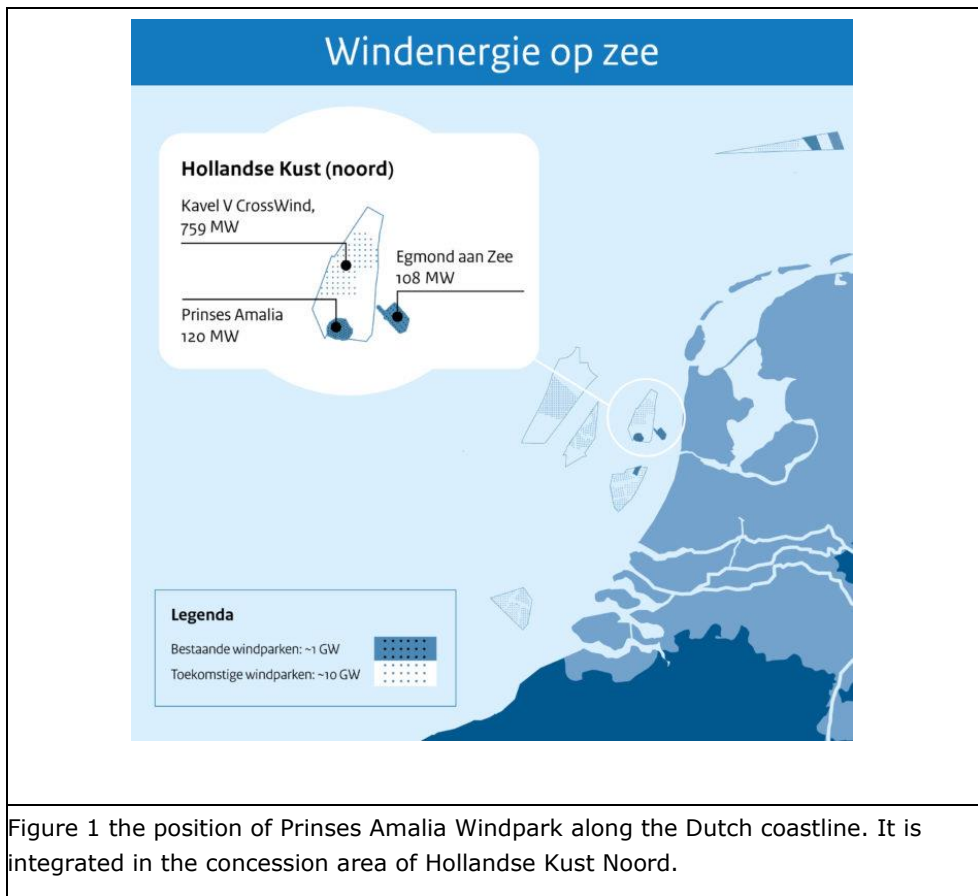 Windenergie op zee
Hollandse Kust (noord)
Kavel V CrossWind,
759 MW
Egmond aan Zee
108 MW
Prinses Amalia
120 MW
Legenda
Bestaande windparken: ~1 GW
Toekomstige windparken: ~10 GW
Figure 1 the position of Prinses Amalia Windpark along the Dutch coastline. It is
integrated in the concession area of Hollandse Kust Noord.